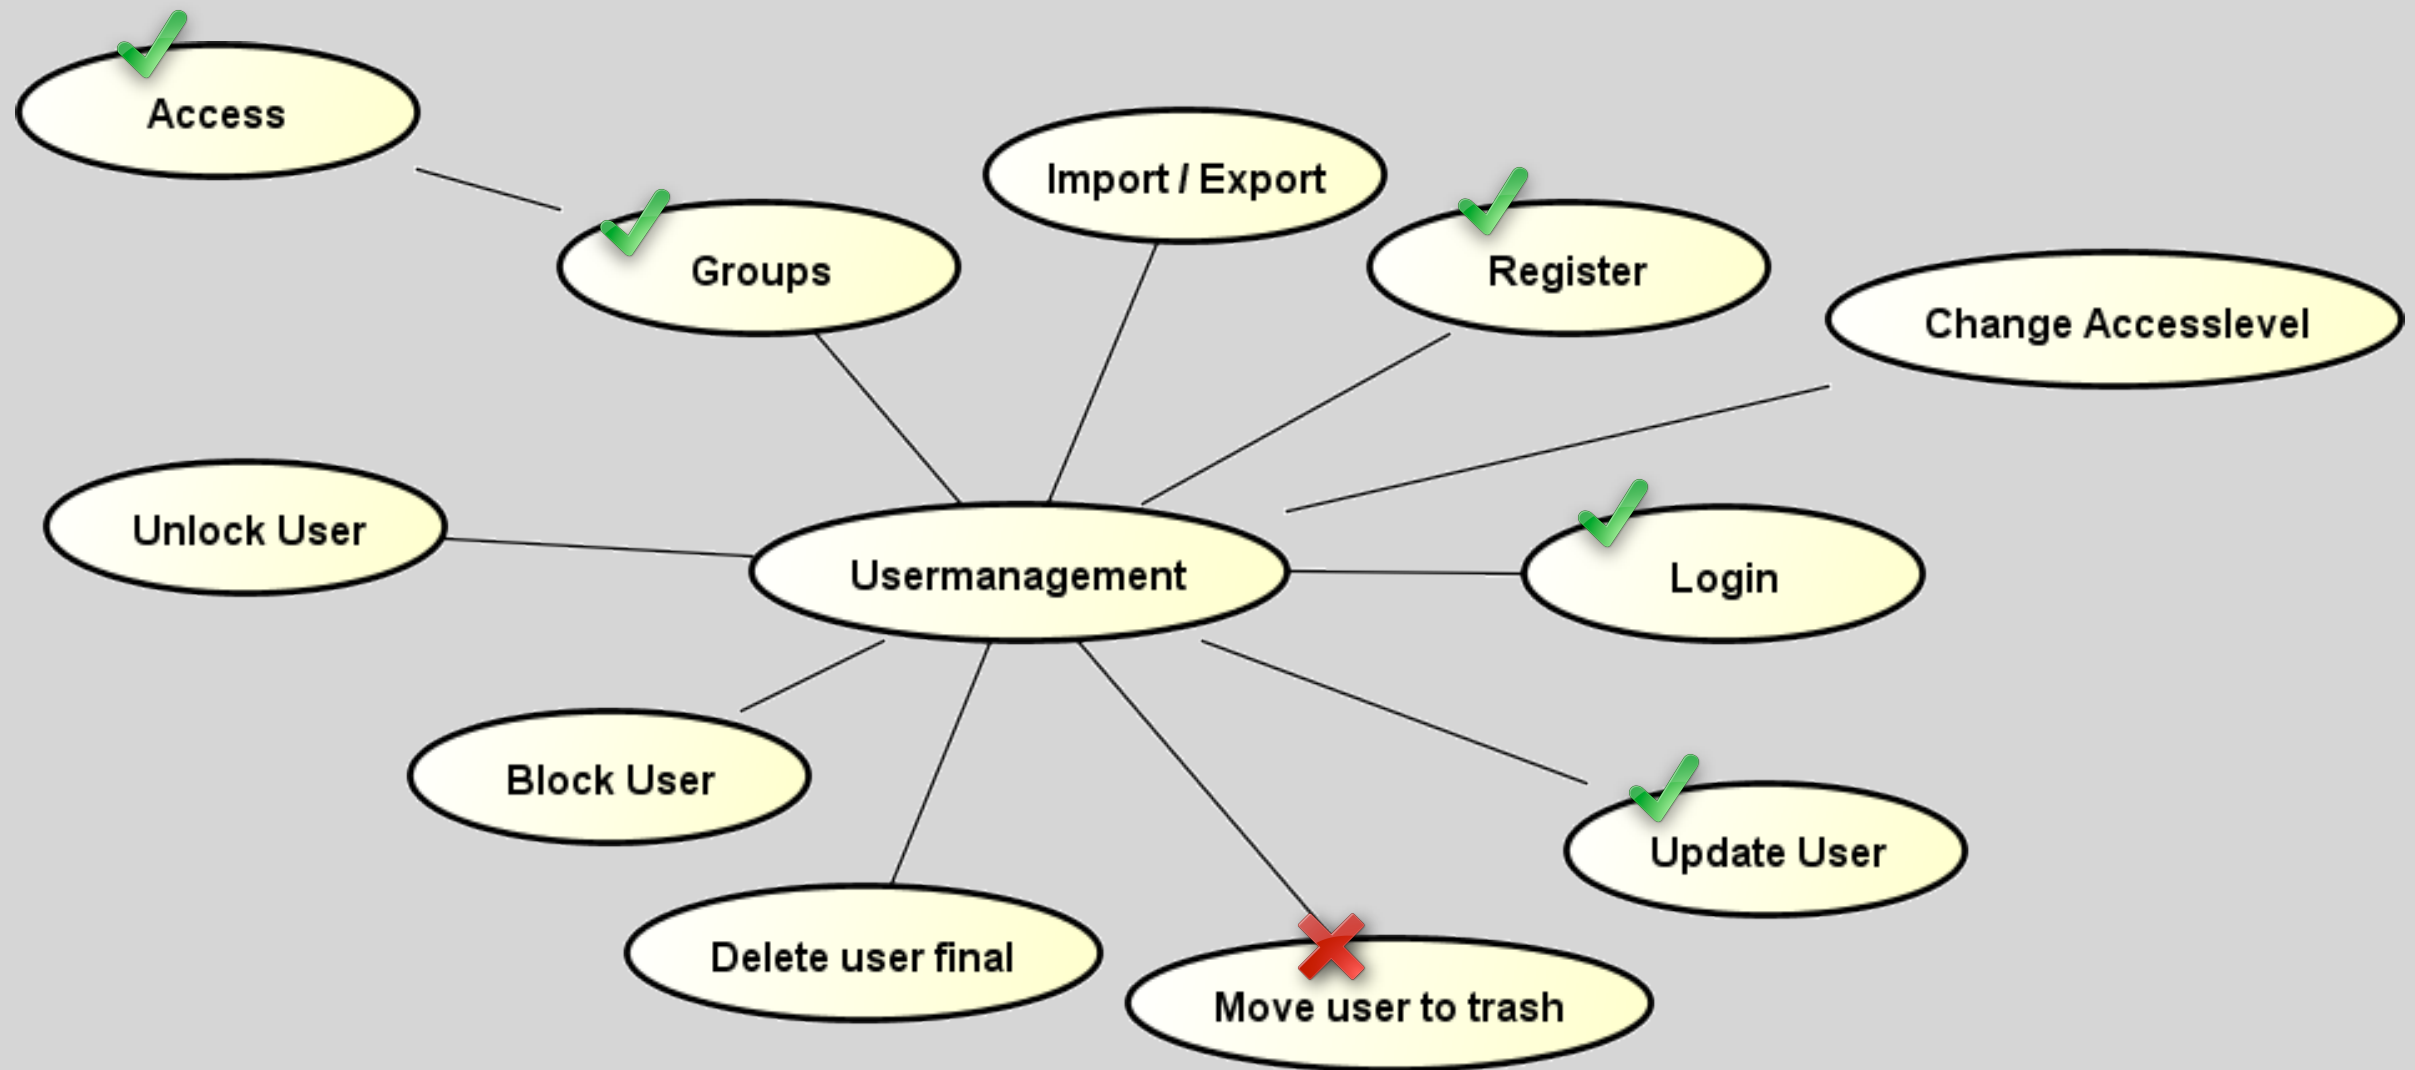 Access
Import / Export
Groups
Register
Change Accesslevel
Unlock User
Usermanagement
Login
Block User
Update User
Delete user final
Move user to trash